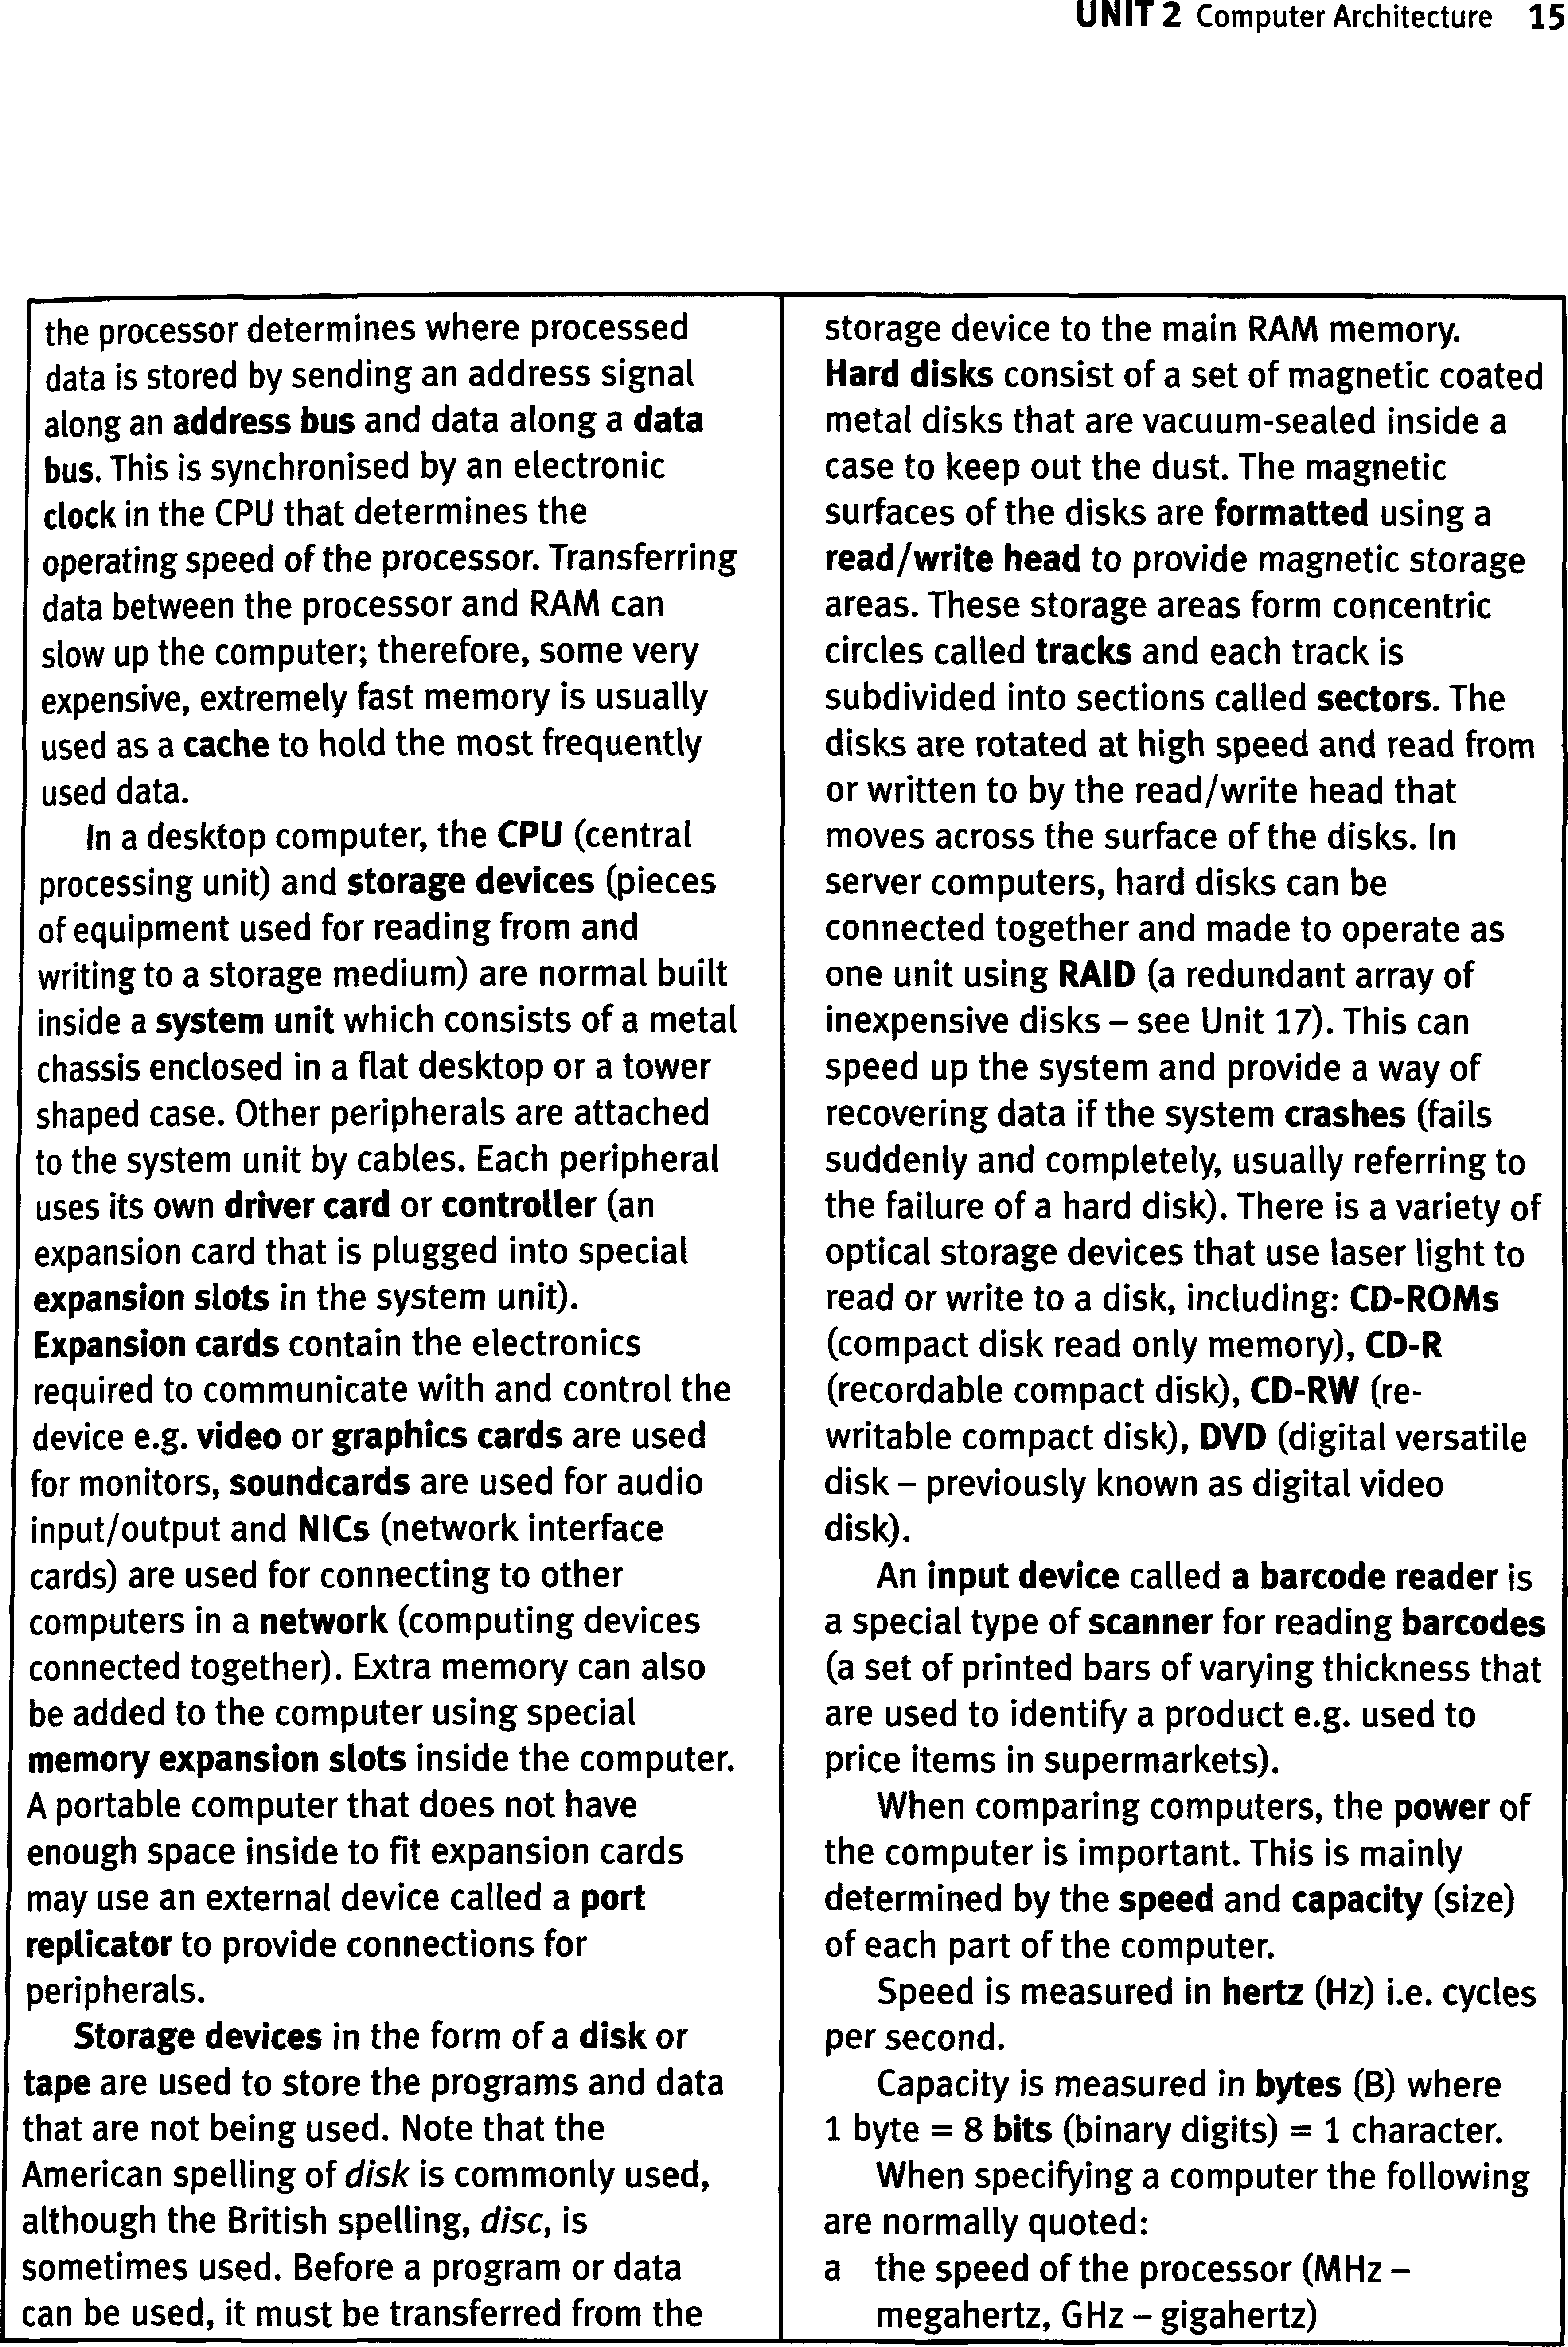 UNIT 2 Computer Architecture 15
the processor determines where processed
data is stored by sending an address signal
along an address bus and data along a data
bus. This is synchronised by an electronic
clock in the CPU that determines the
operating speed of the processor. Transferring
data between the processor and RAM can
slow up the computer; therefore, some very
expensive, extremely fast memory is usually
used as a cache to hold the most frequently
used data.
In a desktop computer, the CPU (central
processing unit) and storage devices (pieces
of equipment used for reading from and
writing to a storage medium) are normal built
inside a system unit which consists of a metal
chassis enclosed in a flat desktop or a tower
shaped case. Other peripherals are attached
to the system unit by cables. Each peripheral
uses its own driver card or controller (an
expansion card that is plugged into special
expansion slots in the system unit).
Expansion cards contain the electronics
required to communicate with and control the
device e.g. video or graphics cards are used
for monitors, soundcards are used for audio
input/output and NICs (network interface
cards) are used for connecting to other
computers in a network (computing devices
connected together). Extra memory can also
be added to the computer using special
memory expansion slots inside the computer.
A portable computer that does not have
enough space inside to fit expansion cards
may use an external device called a port
replicator to provide connections for
peripherals.
Storage devices in the form of a disk or
tape are used to store the programs and data
that are not being used. Note that the
American spelling of disk is commonly used,
although the British spelling, disc, is
sometimes used. Before a program or data
can be used, it must be transferred from the
storage device to the main RAM memory.
Hard disks consist of a set of magnetic coated
metal disks that are vacuum-sealed inside a
case to keep out the dust. The magnetic
surfaces of the disks are formatted using a
read/write head to provide magnetic storage
areas. These storage areas form concentric
circles called tracks and each track is
subdivided into sections called sectors. The
disks are rotated at high speed and read from
or written to by the read/write head that
moves across the surface of the disks. In
server computers, hard disks can be
connected together and made to operate as
one unit using RAID (a redundant array of
inexpensive disks – see Unit 17). This can
speed up the system and provide a way of
recovering data if the system crashes (fails
suddenly and completely, usually referring to
the failure of a hard disk). There is a variety of
optical storage devices that use laser light to
read or write to a disk, including: CD-ROMs
(compact disk read only memory), CD-R
(recordable compact disk), CD-RW (re-
writable compact disk), DVD (digital versatile
disk – previously known as digital video
disk).
An input device called a barcode reader is
a special type of scanner for reading barcodes
(a set of printed bars of varying thickness that
are used to identify a product e.g. used to
price items in supermarkets).
When comparing computers, the power of
the computer is important. This is mainly
determined by the speed and capacity (size)
of each part of the computer.
Speed is measured in hertz (Hz) i.e. cycles
per second.
Capacity is measured in bytes (B) where
1 byte = 8 bits (binary digits) = 1 character.
When specifying a computer the following
are normally quoted:
a the speed of the processor (MHz –
megahertz, GHz – gigahertz)